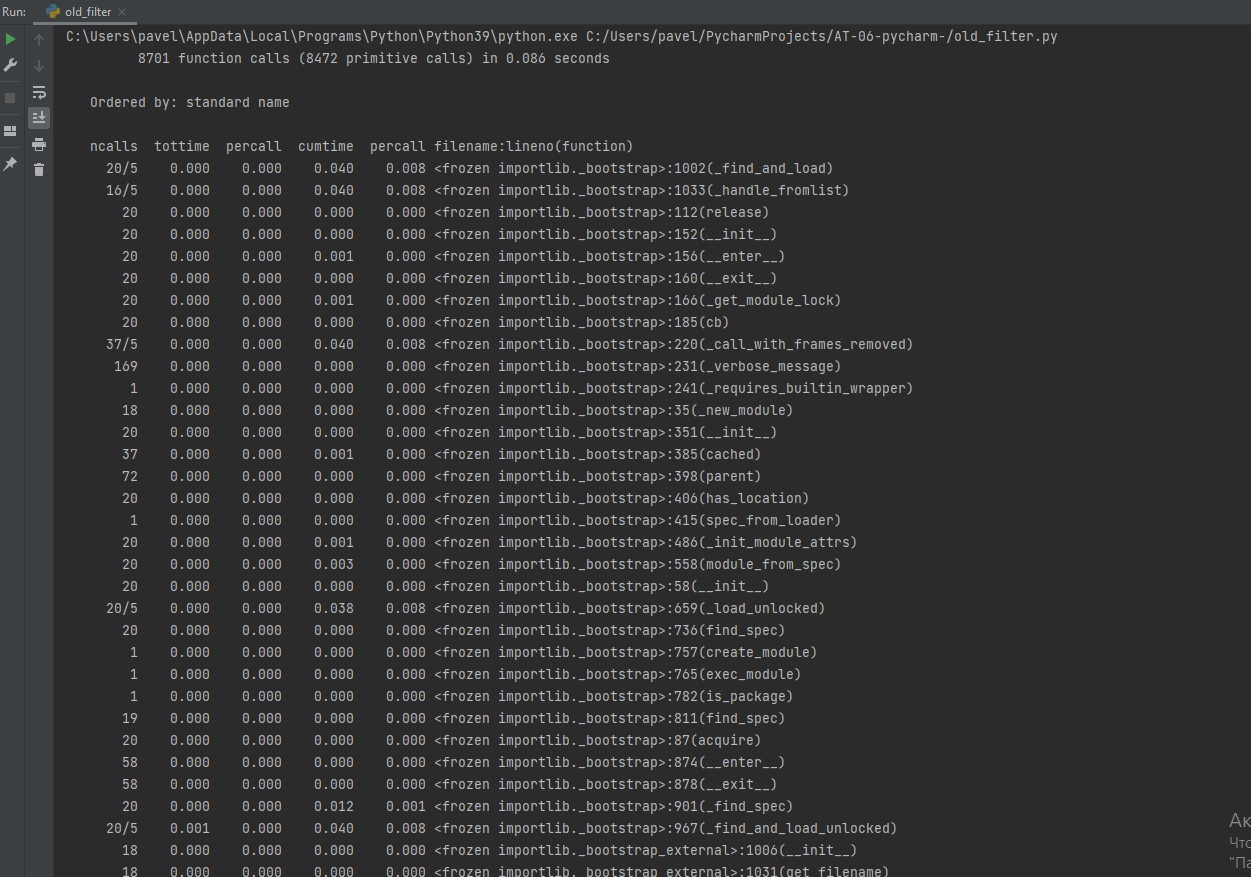 Run: old_filter
C:\Users\pavel\AppData\Local\Programs\Python\Python39\python.exe C:/Users/pavel/PycharmProjects/AT-06-pycharm-/old_filter.py
8701 function calls (8472 primitive calls) in 0.086 seconds
Ordered by: standard name
ncalls tottime percall cumtime percall filename:lineno(function)
20/5 0.000 0.000 0.040 0.008 <frozen importlib._bootstrap>:1002(_find_and_load)
16/5 0.000 0.000 0.040 0.008 <frozen importlib._bootstrap>:1033(_handle_fromlist)
20 0.000 0.000 0.000 0.000 <frozen importlib._bootstrap>:112(release)
20 0.000 0.000 0.000 0.000 <frozen importlib._bootstrap>:152(__init__)
20 0.000 0.000 0.001 0.000 <frozen importlib._bootstrap>:156(__enter__)
20 0.000 0.000 0.000 0.000 <frozen importlib._bootstrap>:160(__exit__)
20 0.000 0.000 0.001 0.000 <frozen importlib._bootstrap>:166(_get_module_lock)
20 0.000 0.000 0.000 0.000 <frozen importlib._bootstrap>:185(cb)
37/5 0.000 0.000 0.040 0.008 <frozen importlib._bootstrap>:220(_call_with_frames_removed)
169 0.000 0.000 0.000 0.000 <frozen importlib._bootstrap>:231(_verbose_message)
1 0.000 0.000 0.000 0.000 <frozen importlib._bootstrap>:241(_requires_builtin_wrapper)
18 0.000 0.000 0.000 0.000 <frozen importlib._bootstrap>:35(_new_module)
20 0.000 0.000 0.000 0.000 <frozen importlib._bootstrap>:351(__init__)
37 0.000 0.000 0.001 0.000 <frozen importlib._bootstrap>:385(cached)
72 0.000 0.000 0.000 0.000 <frozen importlib._bootstrap>:398(parent)
20 0.000 0.000 0.000 0.000 <frozen importlib._bootstrap>:406(has_location)
1 0.000 0.000 0.000 0.000 <frozen importlib._bootstrap>:415(spec_from_loader)
20 0.000 0.000 0.001 0.000 <frozen importlib._bootstrap>:486(_init_module_attrs)
20 0.000 0.000 0.003 0.000 <frozen importlib._bootstrap>:558(module_from_spec)
20 0.000 0.000 0.000 0.000 <frozen importlib._bootstrap>:58(__init__)
20/5 0.000 0.000 0.038 0.008 <frozen importlib._bootstrap>:659(_load_unlocked)
20 0.000 0.000 0.000 0.000 <frozen importlib._bootstrap>:736(find_spec)
1 0.000 0.000 0.000 0.000 <frozen importlib._bootstrap>:757(create_module)
1 0.000 0.000 0.000 0.000 <frozen importlib._bootstrap>:765(exec_module)
1 0.000 0.000 0.000 0.000 <frozen importlib._bootstrap>:782(is_package)
19 0.000 0.000 0.000 0.000 <frozen importlib._bootstrap>:811(find_spec)
20 0.000 0.000 0.000 0.000 <frozen importlib._bootstrap>:87(acquire)
58 0.000 0.000 0.000 0.000 <frozen importlib._bootstrap>:874(__enter__)
58 0.000 0.000 0.000 0.000 <frozen importlib._bootstrap>:878(__exit__)
20 0.000 0.000 0.012 0.001 <frozen importlib._bootstrap>:901(_find_spec)
20/5 0.001 0.000 0.040 0.008 <frozen importlib._bootstrap>:967(_find_and_load_unlocked)
18 0.000 0.000 0.000 0.000 <frozen importlib._bootstrap_external>:1006(__init__)
18 0.000 0.000 0.000 0.000 <frozen importlib._bootstrap_external>:1031(get_filename)